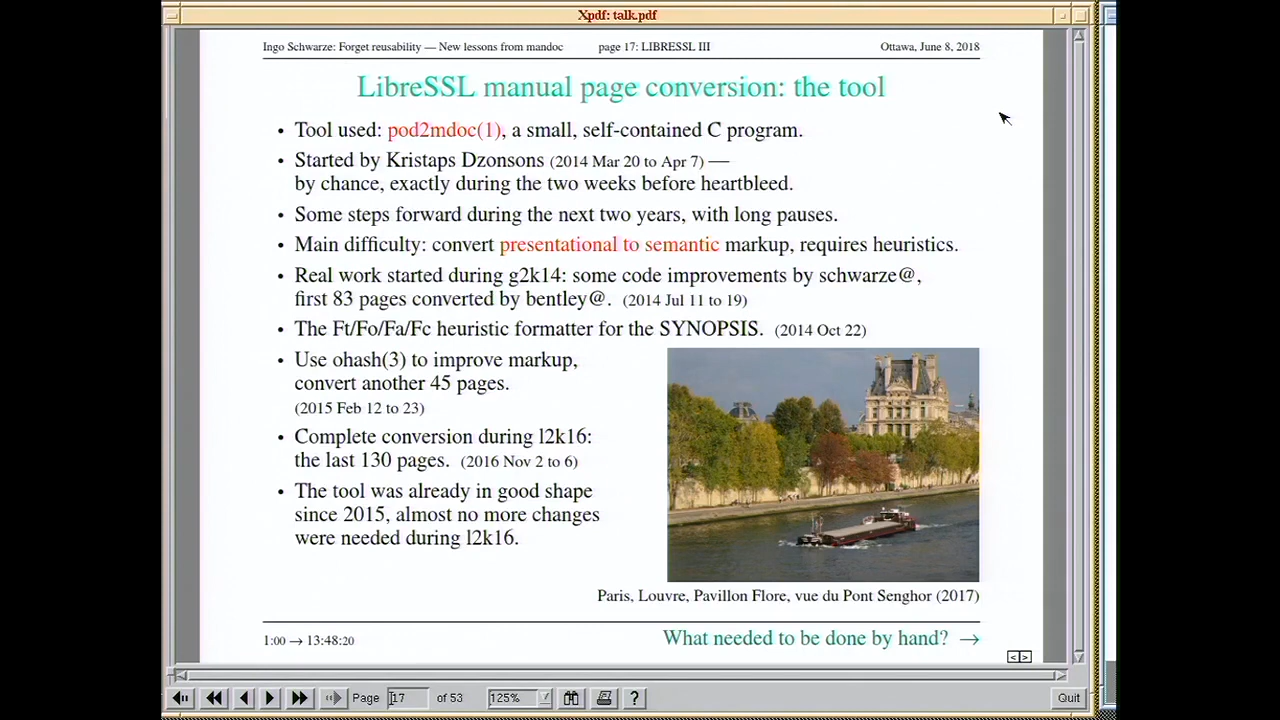 Xpdf: talk.pdf
Ingo Schwarze: Forget reusability — New lessons from mandoc page 17: LIBRESSL III Ottawa, June 8, 2018
LibreSSL manual page conversion: the tool
• Tool used: pod2mdoc(1), a small, self-contained C program.
• Started by Kristaps Dzonsons (2014 Mar 20 to Apr 7) —
by chance, exactly during the two weeks before heartbleed.
• Some steps forward during the next two years, with long pauses.
• Main difficulty: convert presentational to semantic markup, requires heuristics.
• Real work started during g2k14: some code improvements by schwarze@,
first 83 pages converted by bentley@. (2014 Jul 11 to 19)
• The Ft/Fo/Fa/Fc heuristic formatter for the SYNOPSIS. (2014 Oct 22)
• Use ohash(3) to improve markup,
convert another 45 pages.
(2015 Feb 12 to 23)
• Complete conversion during l2k16:
the last 130 pages. (2016 Nov 2 to 6)
• The tool was already in good shape
since 2015, almost no more changes
were needed during l2k16.
Paris, Louvre, Pavillon Flore, vue du Pont Senghor (2017)
1:00 → 13:48:20 What needed to be done by hand? →
Page 17 of 53 125% ? Quit